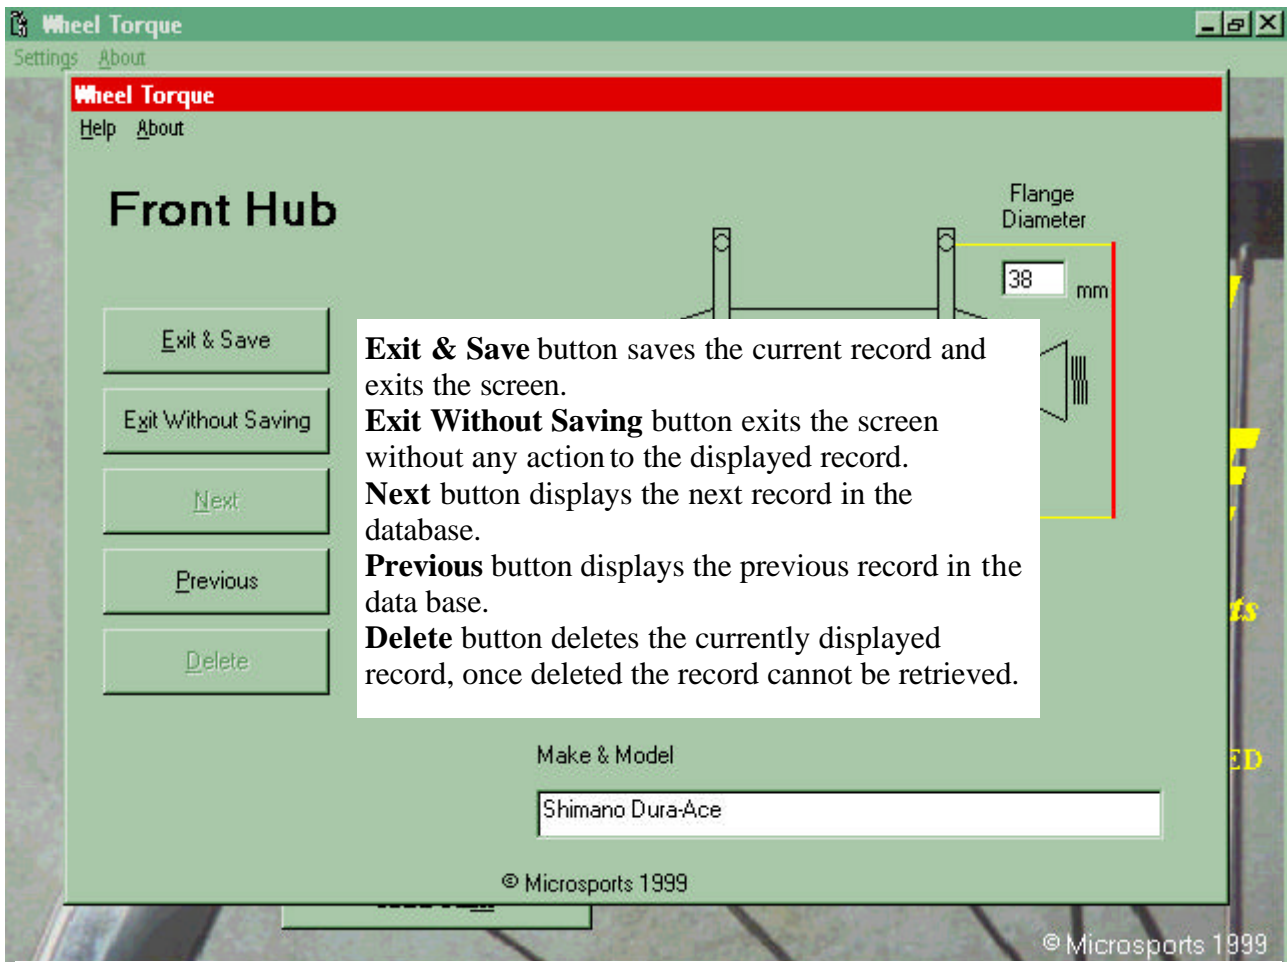 Wheel Torque
Settings About
Wheel Torque
Help About
Front Hub
Flange
Diameter
38 mm
Exit & Save
Exit Without Saving
Next
Previous
Delete
Exit & Save button saves the current record and
exits the screen.
Exit Without Saving button exits the screen
without any action to the displayed record.
Next button displays the next record in the
database.
Previous button displays the previous record in the
data base.
Delete button deletes the currently displayed
record, once deleted the record cannot be retrieved.
Make & Model
Shimano Dura-Ace
© Microsports 1999
© Microsports 1999